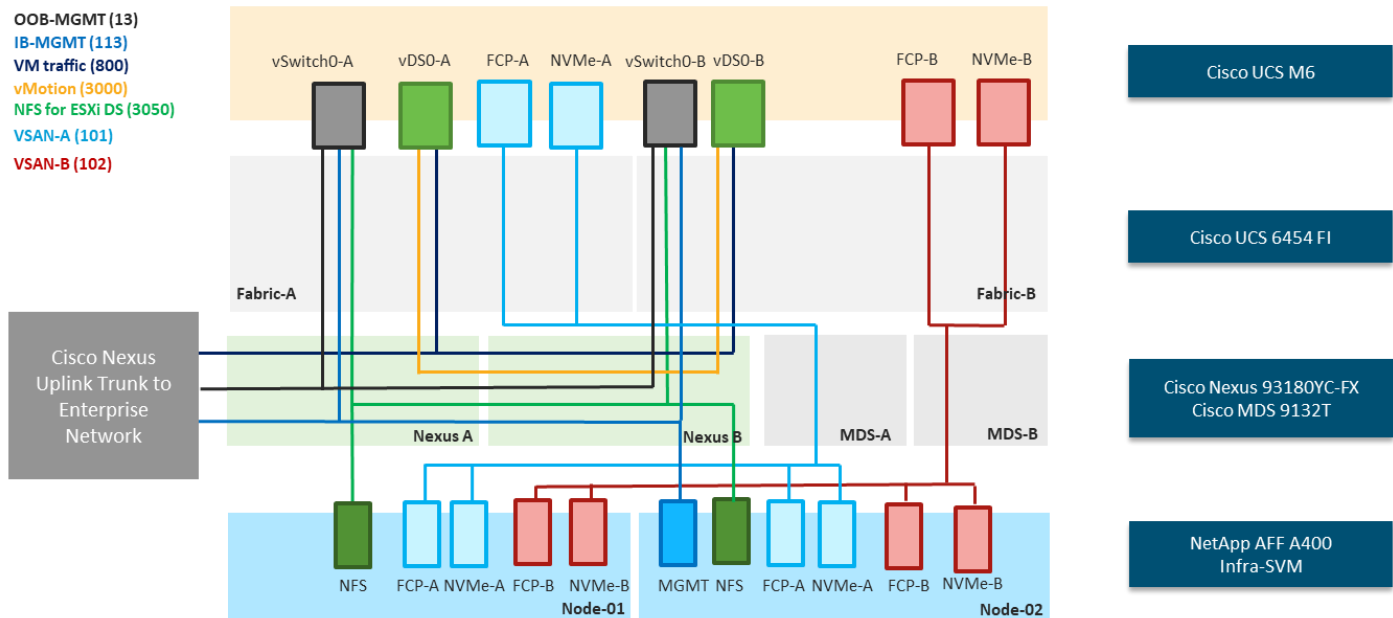 OOB-MGMT (13)
IB-MGMT (113)
VM traffic (800)
vMotion (3000)
NFS for ESXi DS (3050)
VSAN-A (101)
VSAN-B (102)
vSwitch0-A
vDS0-A
FCP-A
NVMe-A
vSwitch0-B
vDS0-B
FCP-B
NVMe-B
Cisco UCS M6
Fabric-A
Fabric-B
Cisco UCS 6454 FI
Cisco Nexus
Uplink Trunk to
Enterprise
Network
Nexus A
Nexus B
MDS-A
MDS-B
Cisco Nexus 93180YC-FX
Cisco MDS 9132T
NFS
FCP-A
NVMe-A
FCP-B
NVMe-B
Node-01
MGMT
NFS
FCP-A
NVMe-A
FCP-B
NVMe-B
Node-02
NetApp AFF A400
Infra-SVM